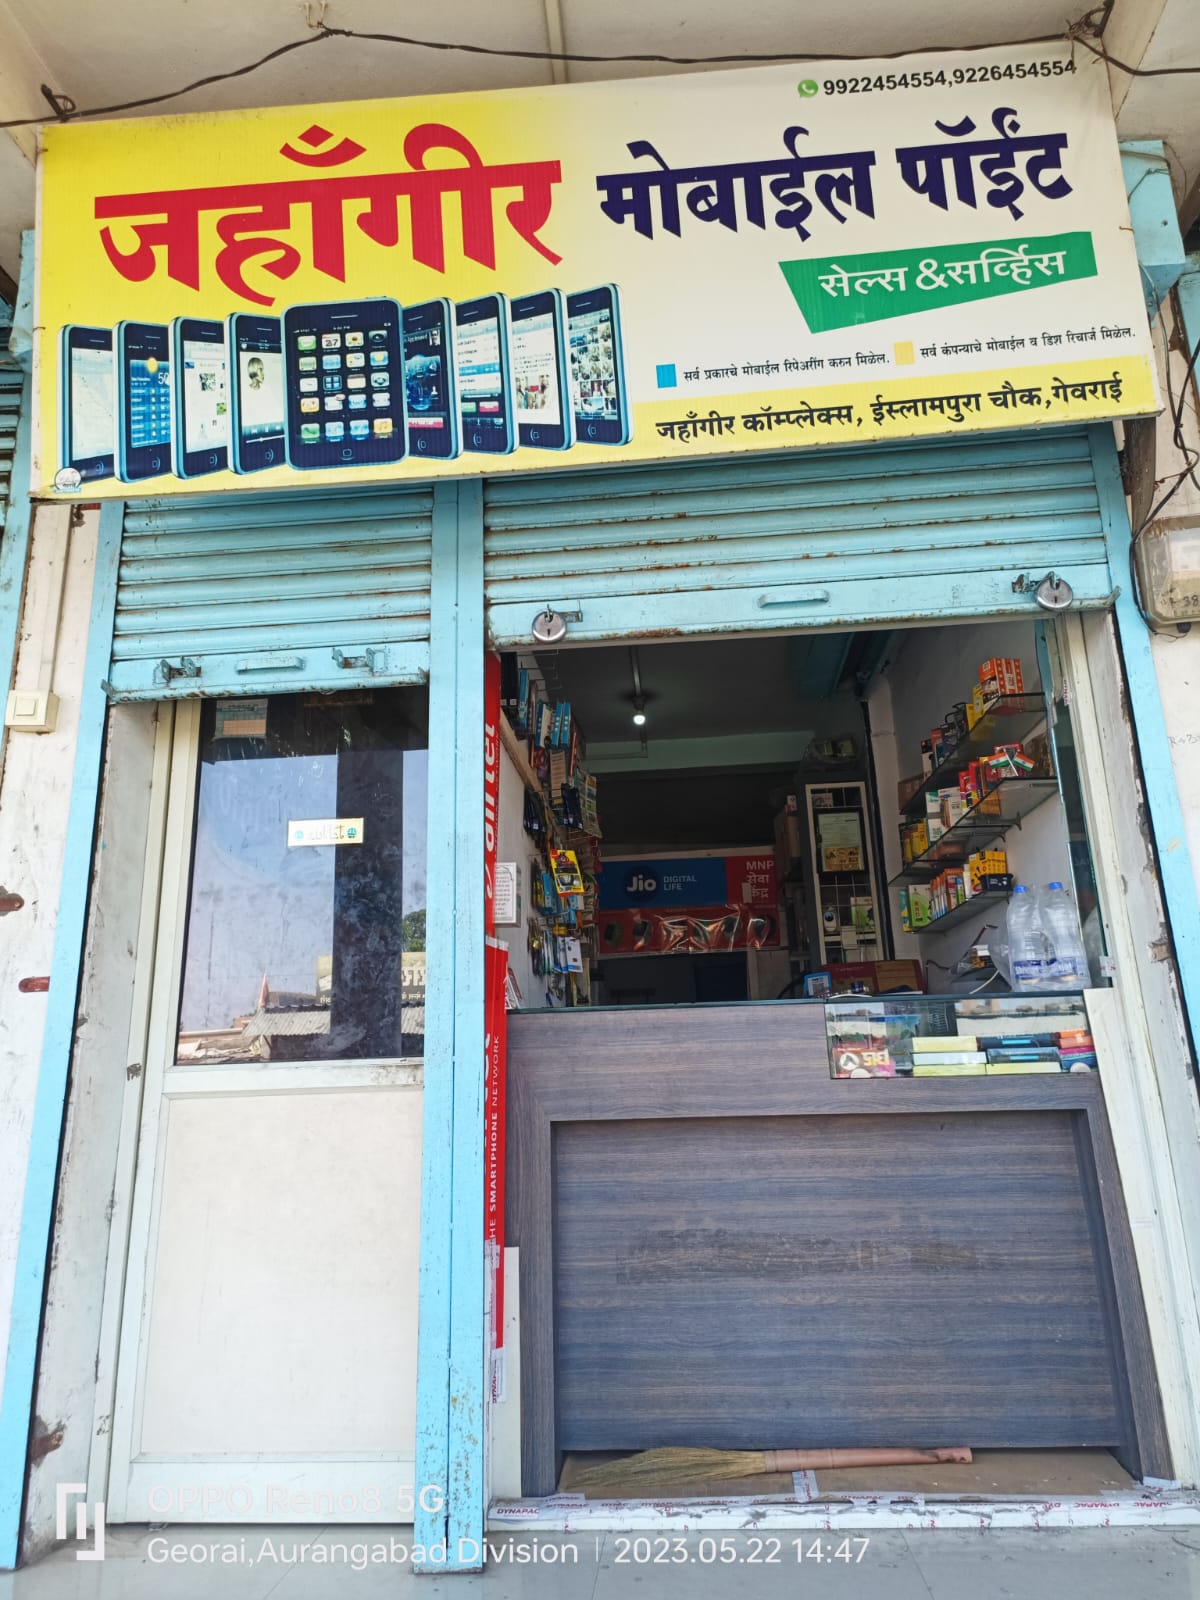 9922454554,9226454554
जहाँगीर मोबाईल पॉईंट
सेल्स &सर्व्हिस
सर्व प्रकारचे मोबाईल रिपेअरींग करुन मिळेल.
सर्व कंपन्याचे मोबाईल व डिश रिचार्ज मिळेल.
जहाँगीर कॉम्प्लेक्स, ईस्लामपुरा चौक,गेवराई
airtel
THE SMARTPHONE NETWORK
Jio DIGITAL LIFE
MNP
सेवा
केंद्र
DYNAPAC
OPPO Reno8 5G
Georai,Aurangabad Division | 2023.05.22 14:47